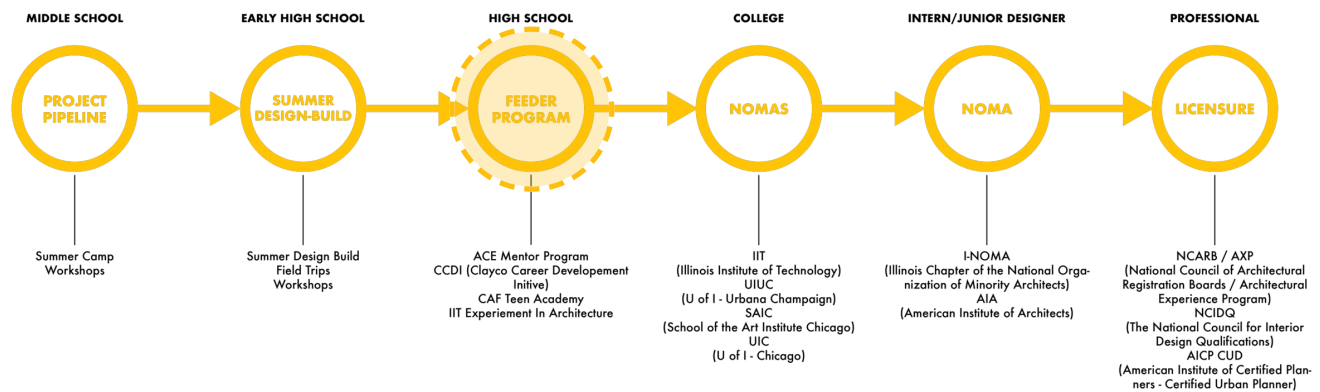 MIDDLE SCHOOL
EARLY HIGH SCHOOL
HIGH SCHOOL
COLLEGE
INTERN/JUNIOR DESIGNER
PROFESSIONAL
PROJECT
PIPELINE
SUMMER
DESIGN-BUILD
FEEDER
PROGRAM
NOMAS
NOMA
LICENSURE
Summer Camp
Workshops
Summer Design Build
Field Trips
Workshops
ACE Mentor Program
CCDI (Clayco Career Developement
Initive)
CAF Teen Academy
IIT Experiement In Architecture
IIT
(Illinois Institute of Technology)
UIUC
(U of I - Urbana Champaign)
SAIC
(School of the Art Institute Chicago)
UIC
(U of I - Chicago)
I-NOMA
(Illinois Chapter of the National Orga-
nization of Minority Architects)
AIA
(American Institute of Architects)
NCARB / AXP
(National Council of Architectural
Registration Boards / Architectural
Experience Program)
NCIDQ
(The National Council for Interior
Design Qualifications)
AICP CUD
(American Institute of Certified Plan-
ners - Certified Urban Planner)